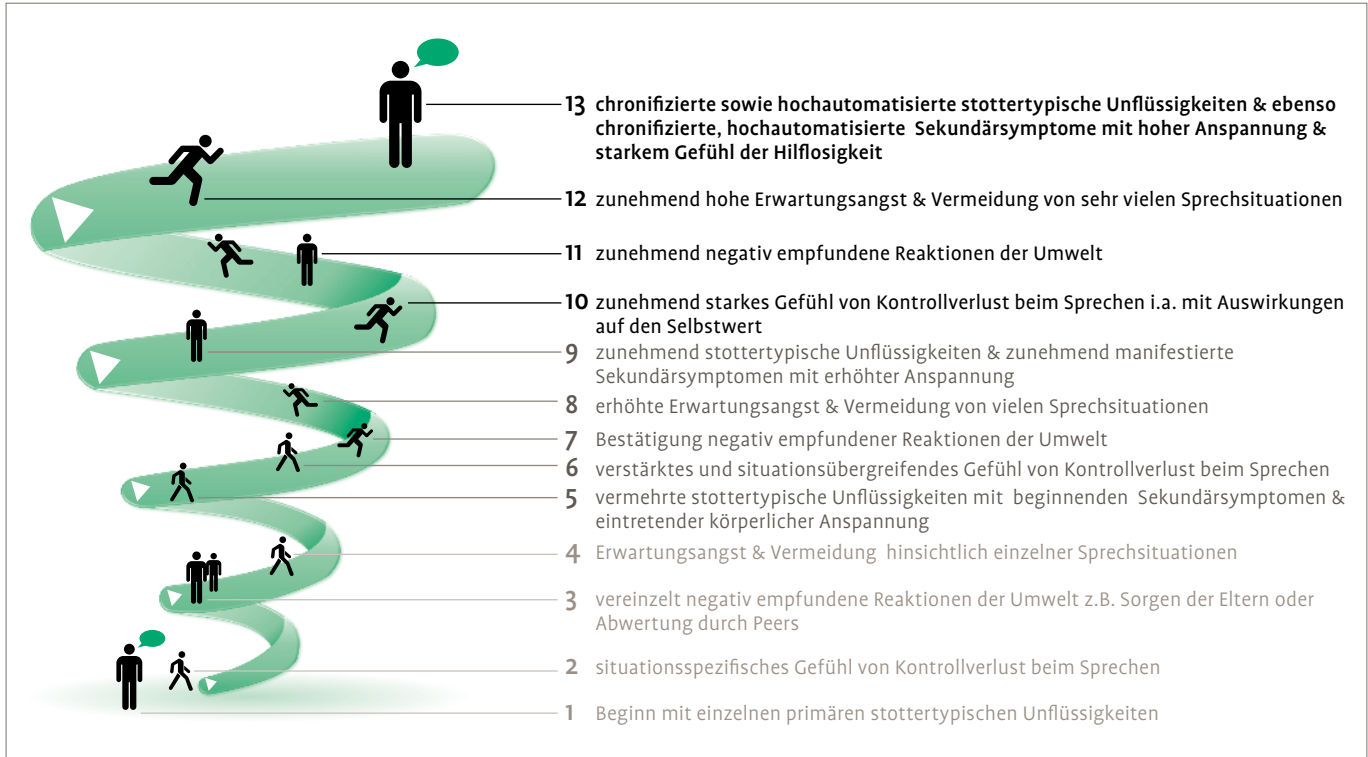 13 chronifizierte sowie hochautomatisierte stottertypische Unflüssigkeiten & ebenso
chronifizierte, hochautomatisierte Sekundärsymptome mit hoher Anspannung &
starkem Gefühl der Hilflosigkeit
12 zunehmend hohe Erwartungsangst & Vermeidung von sehr vielen Sprechsituationen
11 zunehmend negativ empfundene Reaktionen der Umwelt
10 zunehmend starkes Gefühl von Kontrollverlust beim Sprechen i.a. mit Auswirkungen
auf den Selbstwert
9 zunehmend stottertypische Unflüssigkeiten & zunehmend manifestierte
Sekundärsymptomen mit erhöhter Anspannung
8 erhöhte Erwartungsangst & Vermeidung von vielen Sprechsituationen
7 Bestätigung negativ empfundener Reaktionen der Umwelt
6 verstärktes und situationsübergreifendes Gefühl von Kontrollverlust beim Sprechen
5 vermehrte stottertypische Unflüssigkeiten mit beginnenden Sekundärsymptomen &
eintretender körperlicher Anspannung
4 Erwartungsangst & Vermeidung hinsichtlich einzelner Sprechsituationen
3 vereinzelt negativ empfundene Reaktionen der Umwelt z.B. Sorgen der Eltern oder
Abwertung durch Peers
2 situationsspezifisches Gefühl von Kontrollverlust beim Sprechen
1 Beginn mit einzelnen primären stottertypischen Unflüssigkeiten